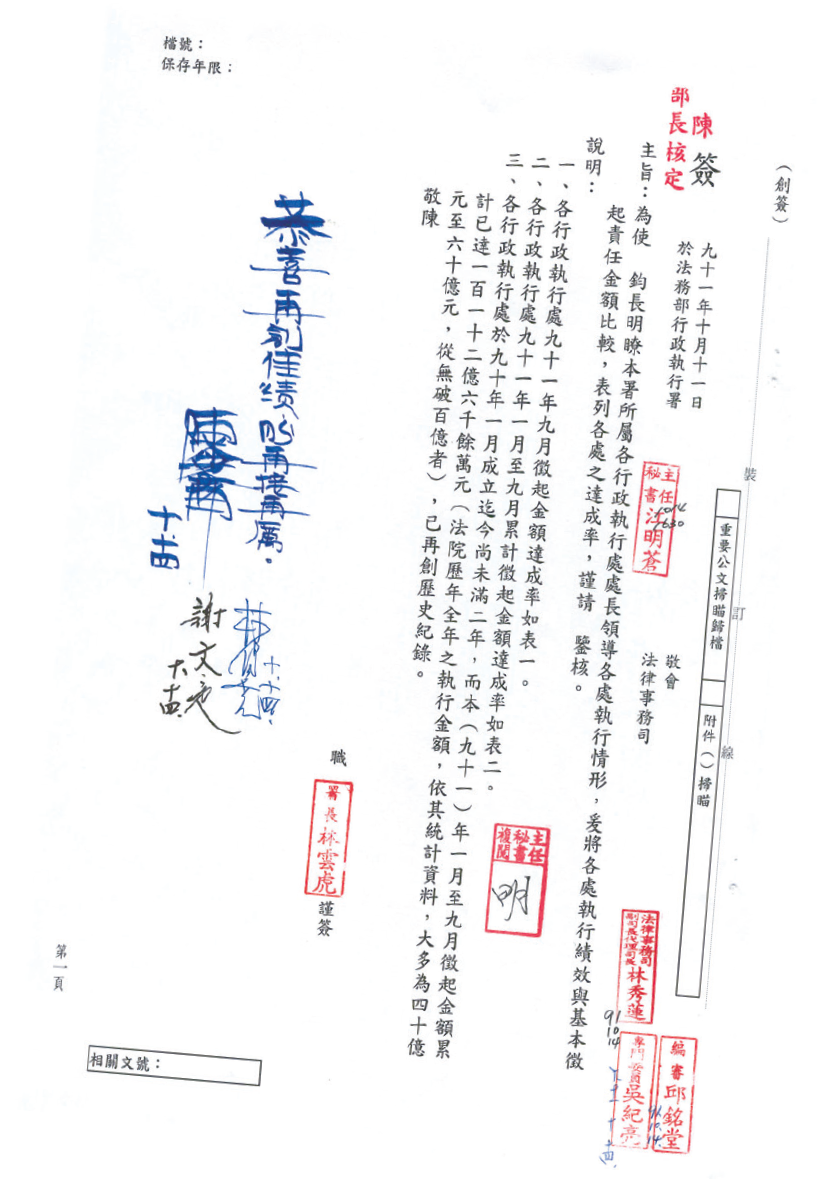 檔號：
保存年限：
（創簽）
裝
訂
線
重要公文掃瞄歸檔
附件（ ）掃瞄
陳
部長核定
簽
九十一年十月十一日
於法務部行政執行署
敬會
法律事務司
主任
秘書汪明蒼
1014
1630
法律事務司
副司長代理司長
林秀蓮
91
10
14
編審邱銘堂
91.
10.
14.
專門委員
吳紀亮
主旨：為使　鈞長明瞭本署所屬各行政執行處處長領導各處執行情形，爰將各處執行績效與基本徵
起責任金額比較，表列各處之達成率，謹請　鑒核。
說明：
一、各行政執行處九十一年九月徵起金額達成率如表一。
二、各行政執行處九十一年一月至九月累計徵起金額達成率如表二。
三、各行政執行處於九十年一月成立迄今尚未滿二年，而本（九十一）年一月至九月徵起金額累
計已達一百一十二億六千餘萬元（法院歷年全年之執行金額，依其統計資料，大多為四十億
元至六十億元，從無破百億者），已再創歷史紀錄。
敬陳
主任
秘書
複閱
明
職
署長林雲虎
謹簽
恭喜再創佳績盼再接再厲。
十.十四
謝文定
十.十四
十.十四.
第一頁
相關文號：